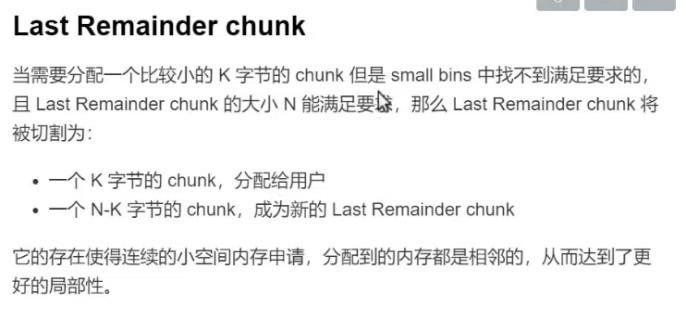 Last Remainder chunk
当需要分配一个比较小的 K 字节的 chunk 但是 small bins 中找不到满足要求的，
且 Last Remainder chunk 的大小 N 能满足要求，那么 Last Remainder chunk 将
被切割为：
• 一个 K 字节的 chunk，分配给用户
• 一个 N-K 字节的 chunk，成为新的 Last Remainder chunk
它的存在使得连续的小空间内存申请，分配到的内存都是相邻的，从而达到了更
好的局部性。